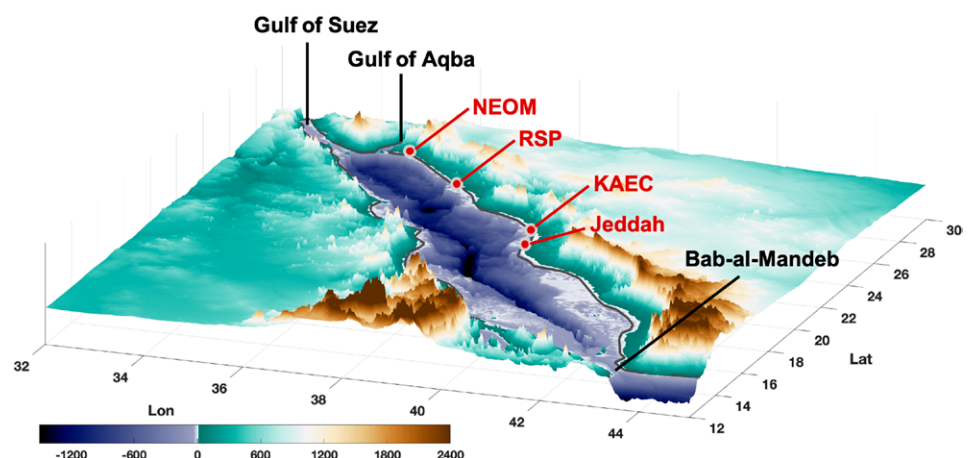 Gulf of Suez
Gulf of Aqba
NEOM
RSP
KAEC
Jeddah
Bab-al-Mandeb
30
28
26
24
22
20
18
16
14
12
Lat
32
34
36
38
40
42
44
Lon
-1200 -600 0 600 1200 1800 2400